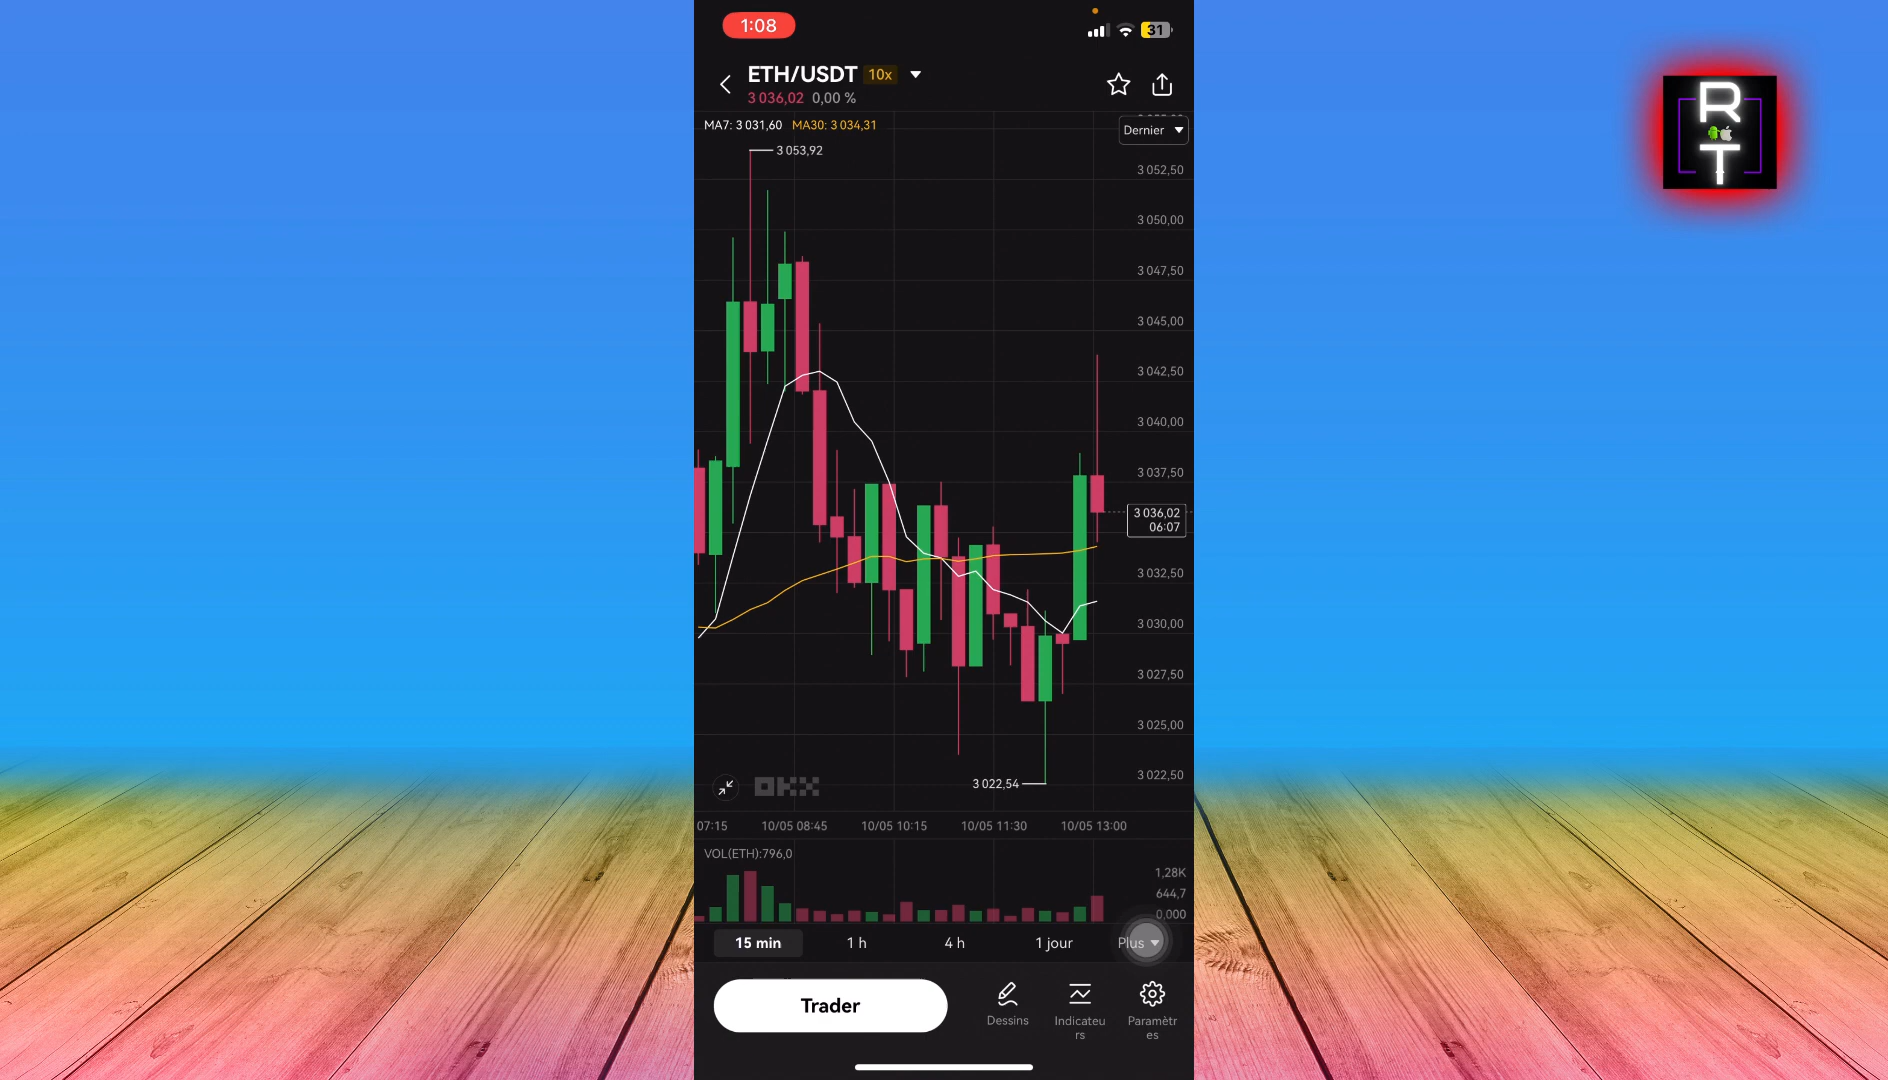 1:08
31
ETH/USDT 10x
3 036,02 0,00 %
MA7: 3 031,60 MA30: 3 034,31
Dernier
3 053,92
3 052,50
3 050,00
3 047,50
3 045,00
3 042,50
3 040,00
3 037,50
3 036,02
06:07
3 032,50
3 030,00
3 027,50
3 025,00
3 022,50
3 022,54
OKX
07:15 10/05 08:45 10/05 10:15 10/05 11:30 10/05 13:00
VOL(ETH):796,0
1,28K
644,7
0,000
15 min 1 h 4 h 1 jour Plus
Trader
Dessins
Indicateu
rs
Paramètr
es
R
T